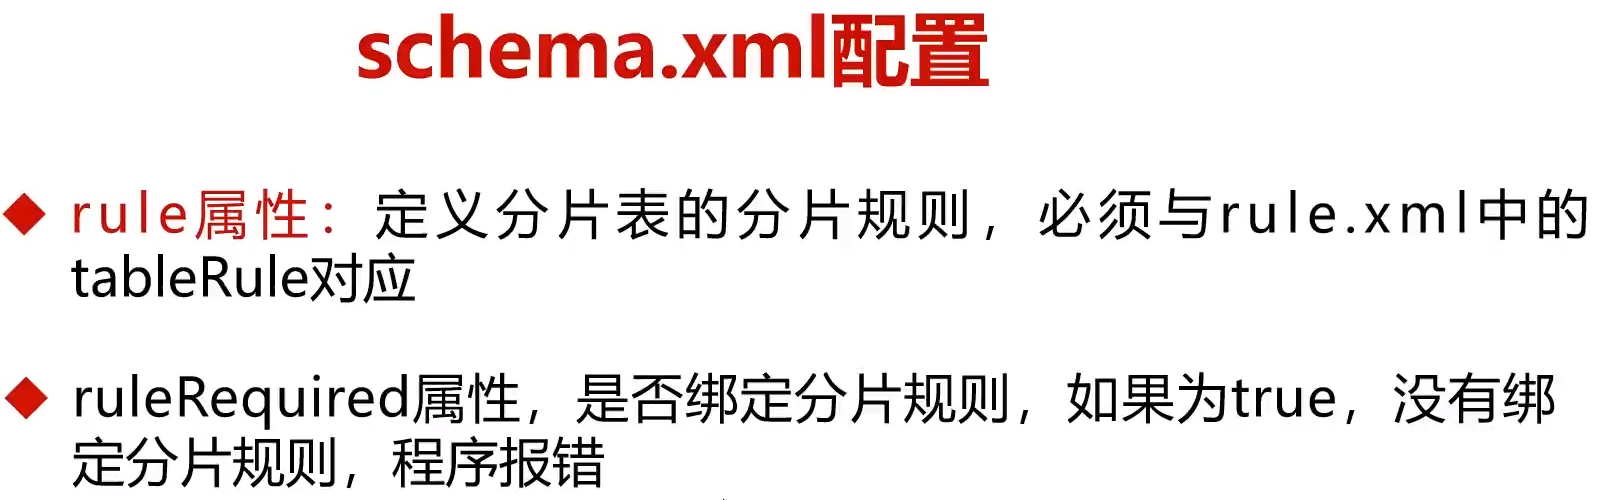 schema.xml配置
rule属性：定义分片表的分片规则，必须与rule.xml中的
tableRule对应
ruleRequired属性，是否绑定分片规则，如果为true，没有绑
定分片规则，程序报错